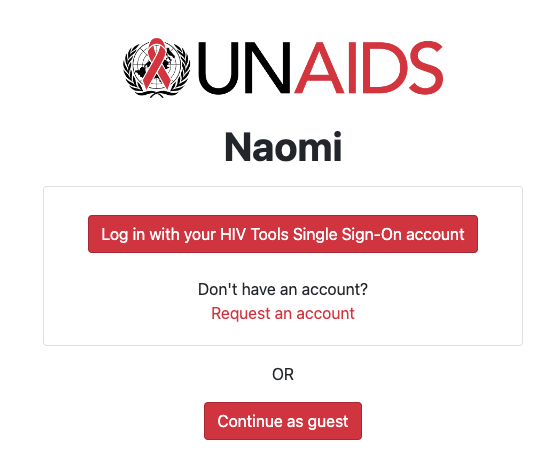 UNAIDS
Naomi
Log in with your HIV Tools Single Sign-On account
Don't have an account?
Request an account
OR
Continue as guest